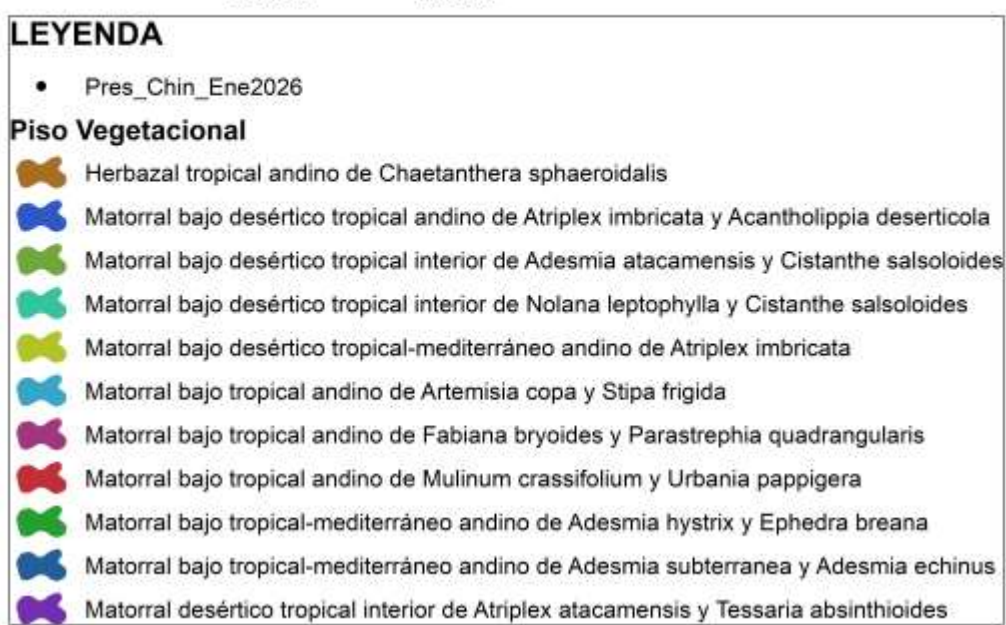 LEYENDA
Pres_Chin_Ene2026
Piso Vegetacional
Herbazal tropical andino de Chaetanthera sphaeroidalis
Matorral bajo desértico tropical andino de Atriplex imbricata y Acantholippia deserticola
Matorral bajo desértico tropical interior de Adesmia atacamensis y Cistanthe salsoloides
Matorral bajo desértico tropical interior de Nolana leptophylla y Cistanthe salsoloides
Matorral bajo desértico tropical-mediterráneo andino de Atriplex imbricata
Matorral bajo tropical andino de Artemisia copa y Stipa frigida
Matorral bajo tropical andino de Fabiana bryoides y Parastrephia quadrangularis
Matorral bajo tropical andino de Mulinum crassifolium y Urbania pappigera
Matorral bajo tropical-mediterráneo andino de Adesmia hystrix y Ephedra breana
Matorral bajo tropical-mediterráneo andino de Adesmia subterranea y Adesmia echinus
Matorral desértico tropical interior de Atriplex atacamensis y Tessaria absinthioides